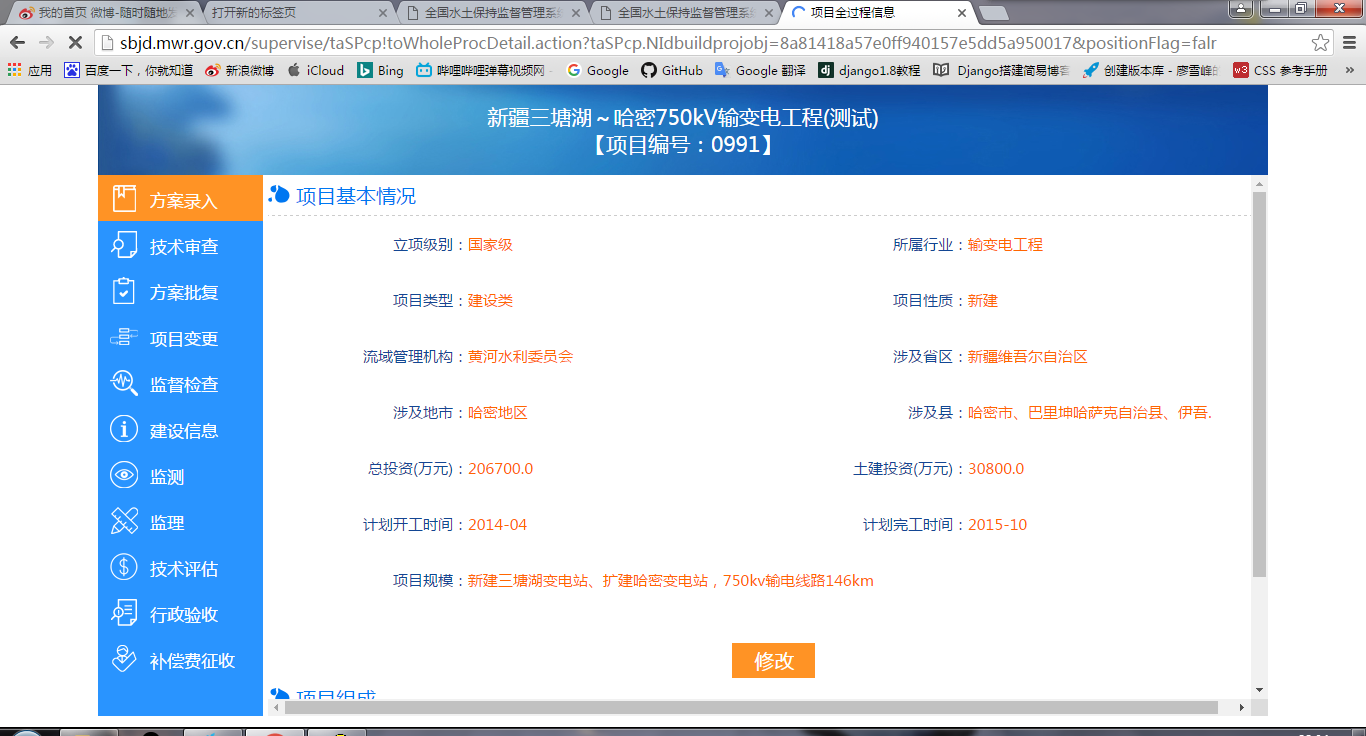 我的首页 微博-随时随地发
打开新的标签页
全国水土保持监督管理系统
全国水土保持监督管理系统
项目全过程信息
sbjd.mwr.gov.cn/supervise/taSPcp!toWholeProcDetail.action?taSPcp.NIdbuildprojobj=8a81418a57e0ff940157e5dd5a950017&positionFlag=falr
应用 百度一下，你就知道 新浪微博 iCloud Bing 哔哩哔哩弹幕视频网 Google GitHub Google 翻译 dj django1.8教程 Django搭建简易博客 创建版本库 - 廖雪峰的 w3 CSS 参考手册 »
新疆三塘湖～哈密750kV输变电工程(测试)
【项目编号：0991】
方案录入
技术审查
方案批复
项目变更
监督检查
建设信息
监测
监理
技术评估
行政验收
补偿费征收
项目基本情况
立项级别：国家级 所属行业：输变电工程
项目类型：建设类 项目性质：新建
流域管理机构：黄河水利委员会 涉及省区：新疆维吾尔自治区
涉及地市：哈密地区 涉及县：哈密市、巴里坤哈萨克自治县、伊吾.
总投资(万元)：206700.0 土建投资(万元)：30800.0
计划开工时间：2014-04 计划完工时间：2015-10
项目规模：新建三塘湖变电站、扩建哈密变电站，750kv输电线路146km
修改
项目组成